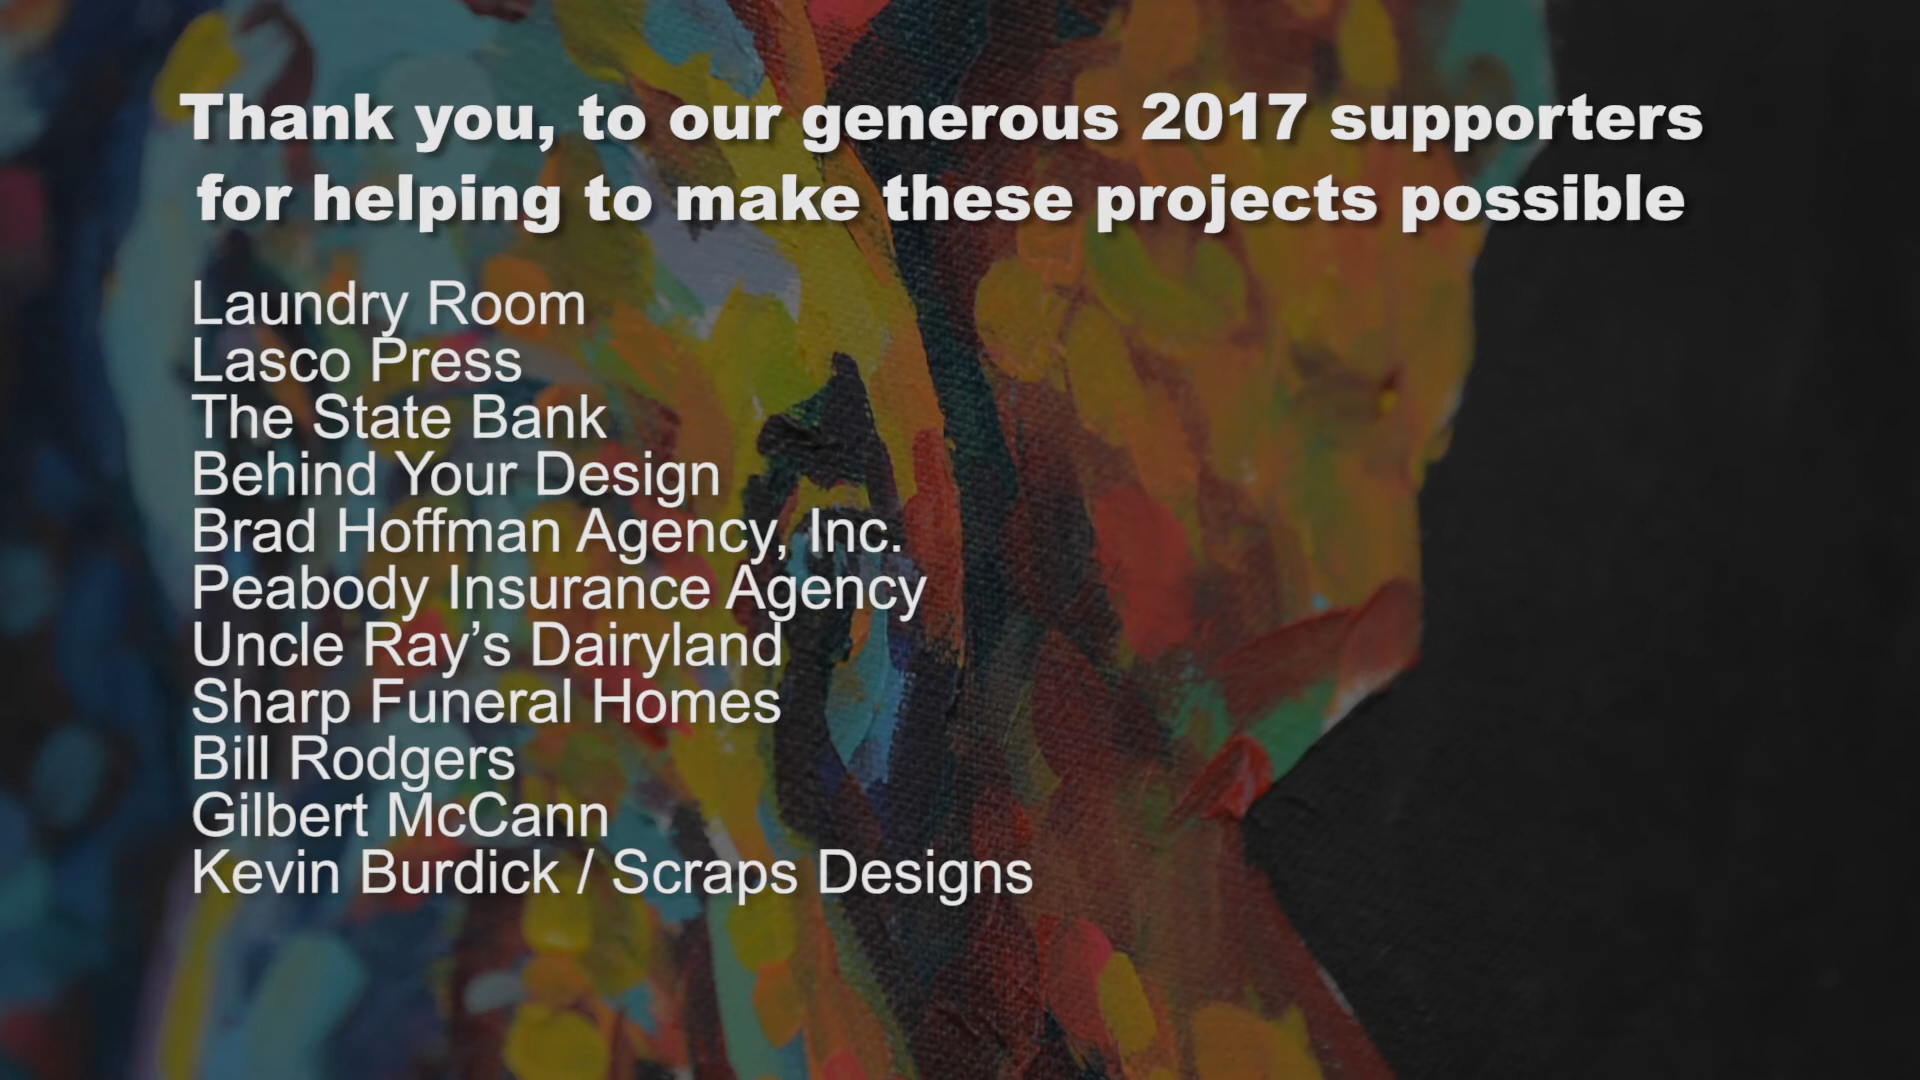 Thank you, to our generous 2017 supporters
for helping to make these projects possible
Laundry Room
Lasco Press
The State Bank
Behind Your Design
Brad Hoffman Agency, Inc.
Peabody Insurance Agency
Uncle Ray’s Dairyland
Sharp Funeral Homes
Bill Rodgers
Gilbert McCann
Kevin Burdick / Scraps Designs